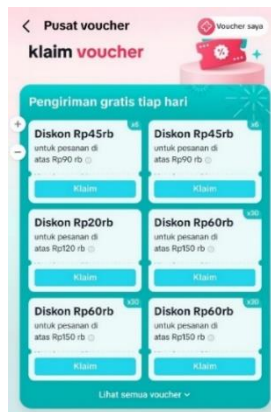 Pusat voucher
Voucher saya
klaim voucher
%
Pengiriman gratis tiap hari
x6
x6
Diskon Rp45rb
Diskon Rp45rb
untuk pesanan di
untuk pesanan di
atas Rp90 rb
atas Rp90 rb
Klaim
Klaim
x30
Diskon Rp20rb
Diskon Rp60rb
untuk pesanan di
untuk pesanan di
atas Rp120 rb
atas Rp150 rb
Klaim
Klaim
x30
x30
Diskon Rp60rb
Diskon Rp60rb
untuk pesanan di
untuk pesanan di
atas Rp150 rb
atas Rp150 rb
Klaim
Klaim
Lihat semua voucher